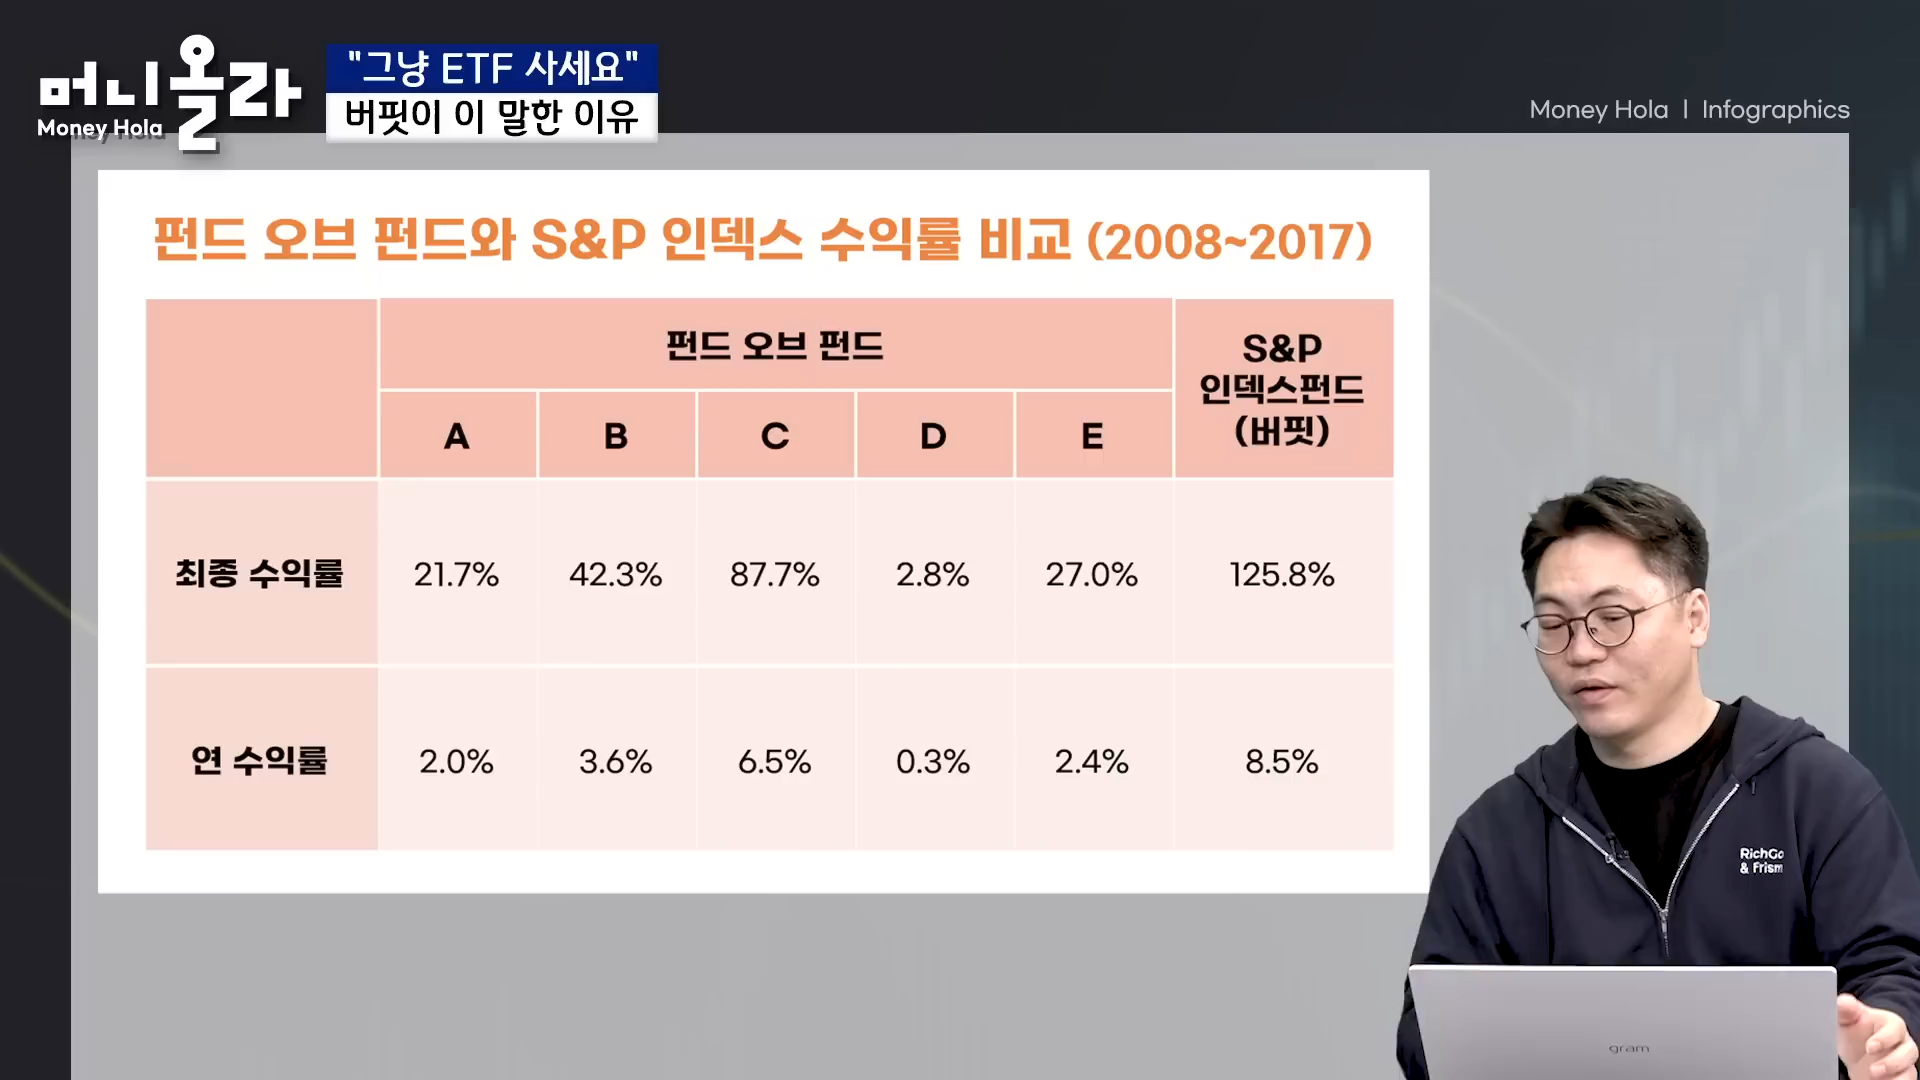 머니올라
Money Hola
"그냥 ETF 사세요"
버핏이 이 말한 이유
Money Hola | Infographics
펀드 오브 펀드와 S&P 인덱스 수익률 비교 (2008~2017)
펀드 오브 펀드
S&P
인덱스펀드
(버핏)
A B C D E
최종 수익률 21.7% 42.3% 87.7% 2.8% 27.0% 125.8%
연 수익률 2.0% 3.6% 6.5% 0.3% 2.4% 8.5%
RichGo
& Frism
gram